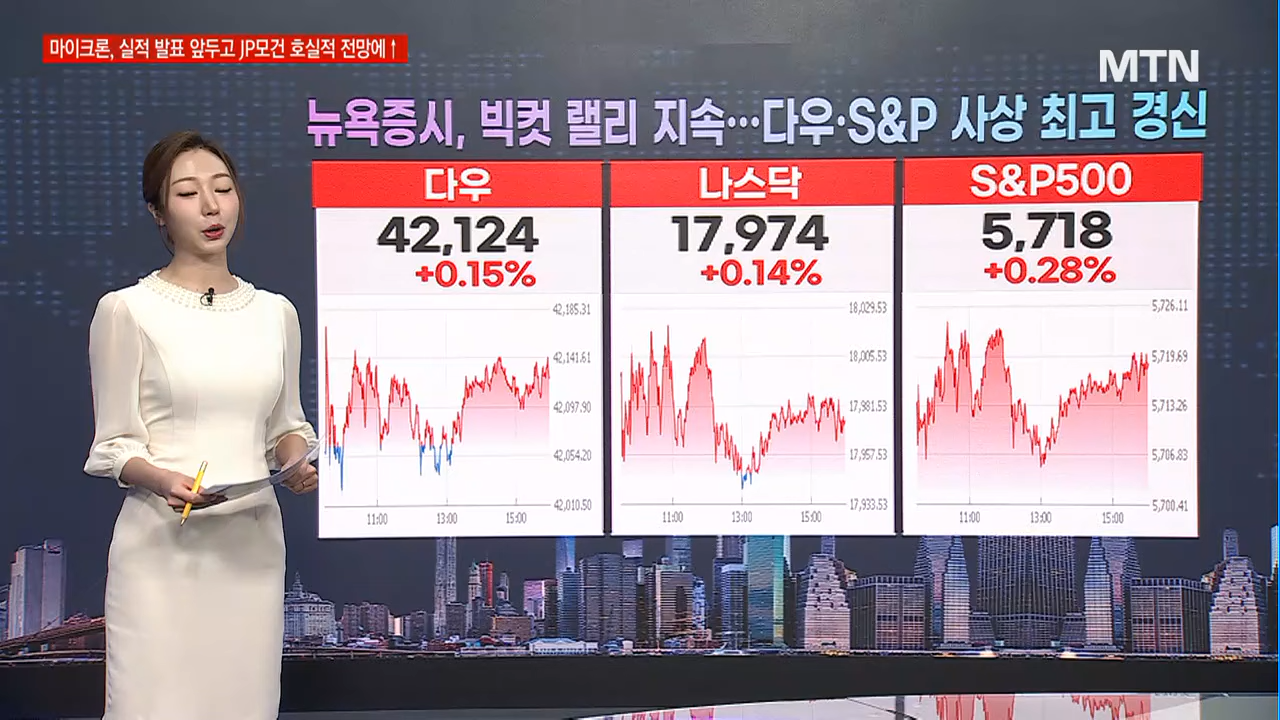 마이크론, 실적 발표 앞두고 JP모건 호실적 전망에↑
MTN
뉴욕증시, 빅컷 랠리 지속…다우·S&P 사상 최고 경신
다우
42,124
+0.15%
42,185.31
42,141.61
42,097.90
42,054.20
42,010.50
11:00 13:00 15:00
나스닥
17,974
+0.14%
18,029.53
18,005.53
17,981.53
17,957.53
17,933.53
11:00 13:00 15:00
S&P500
5,718
+0.28%
5,726.11
5,719.69
5,713.26
5,706.83
5,700.41
11:00 13:00 15:00